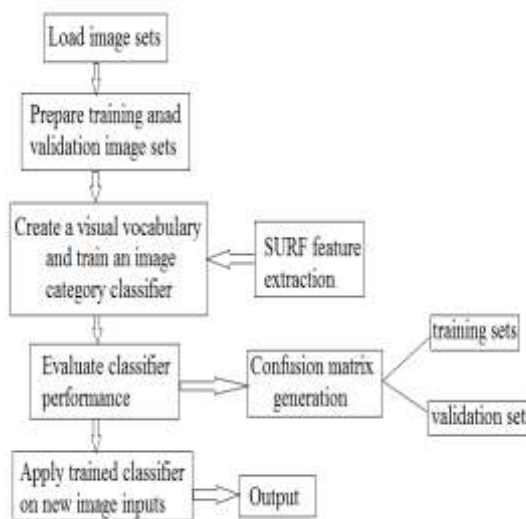 Load image sets
Prepare training anad
validation image sets
Create a visual vocabulary
and train an image
category classifier
SURF feature
extraction
Evaluate classifier
performance
Confusion matrix
generation
training sets
validation set
Apply trained classifier
on new image inputs
Output